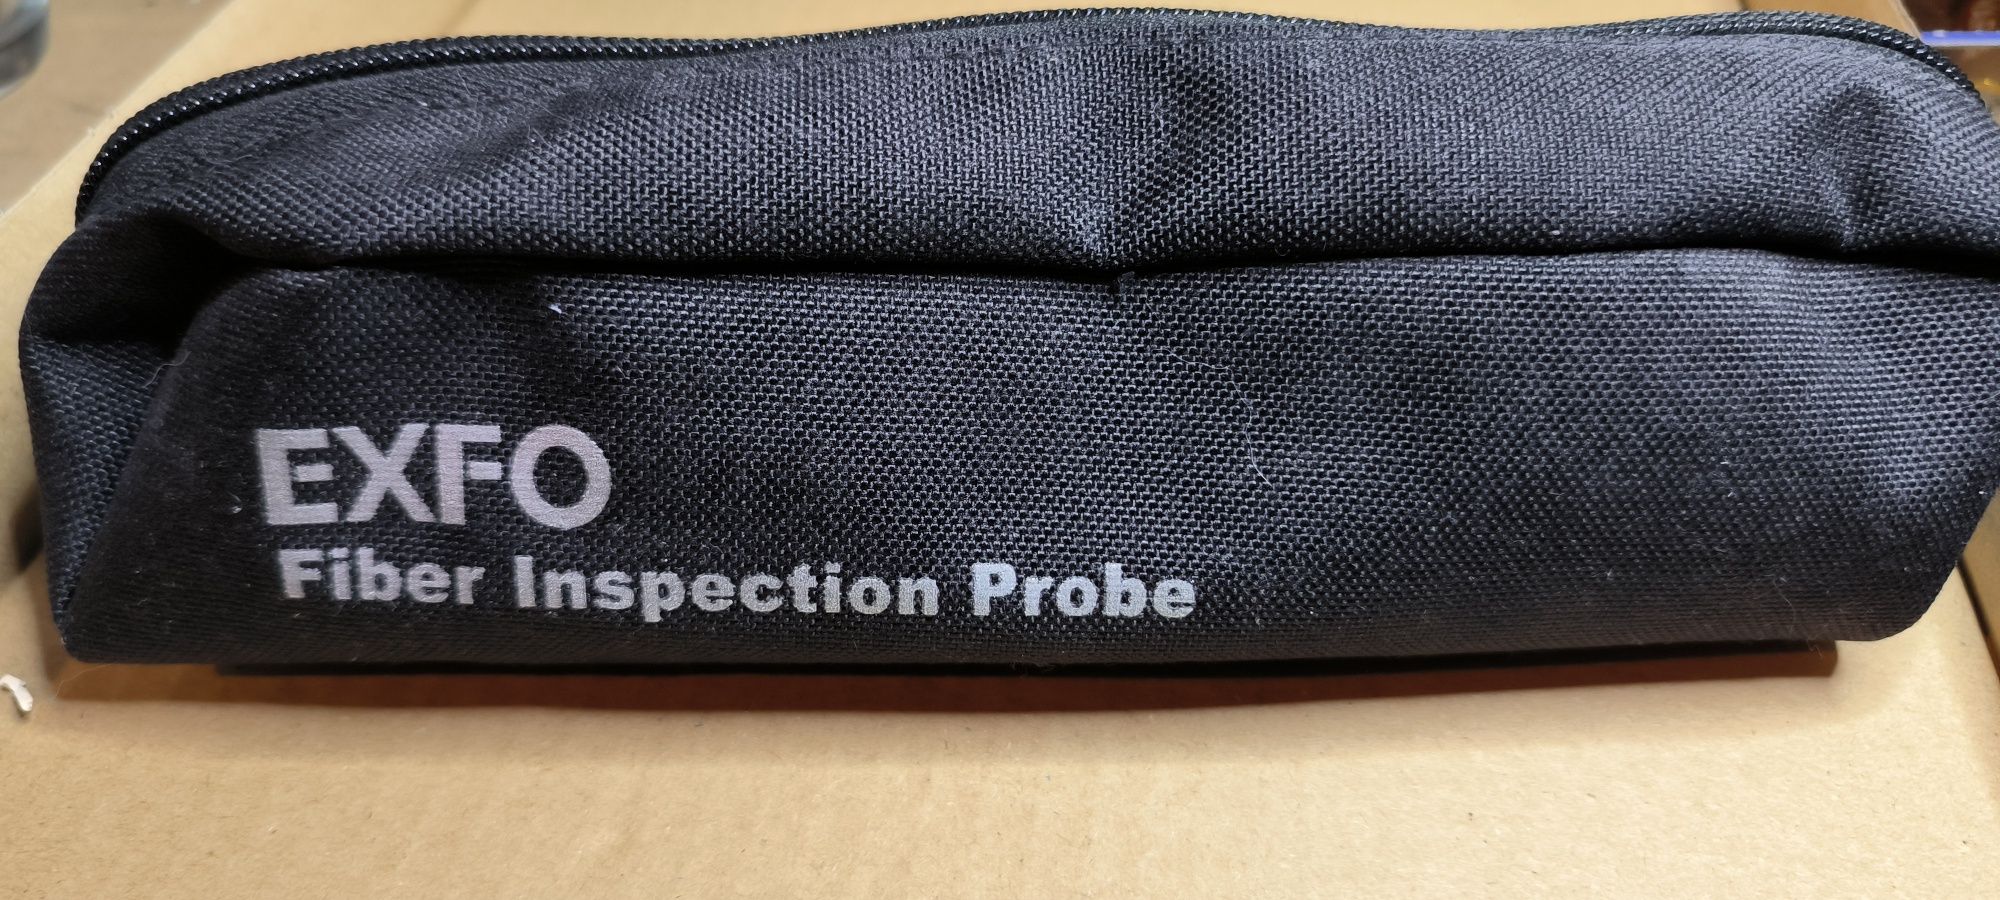 EXFO
Fiber Inspection Probe